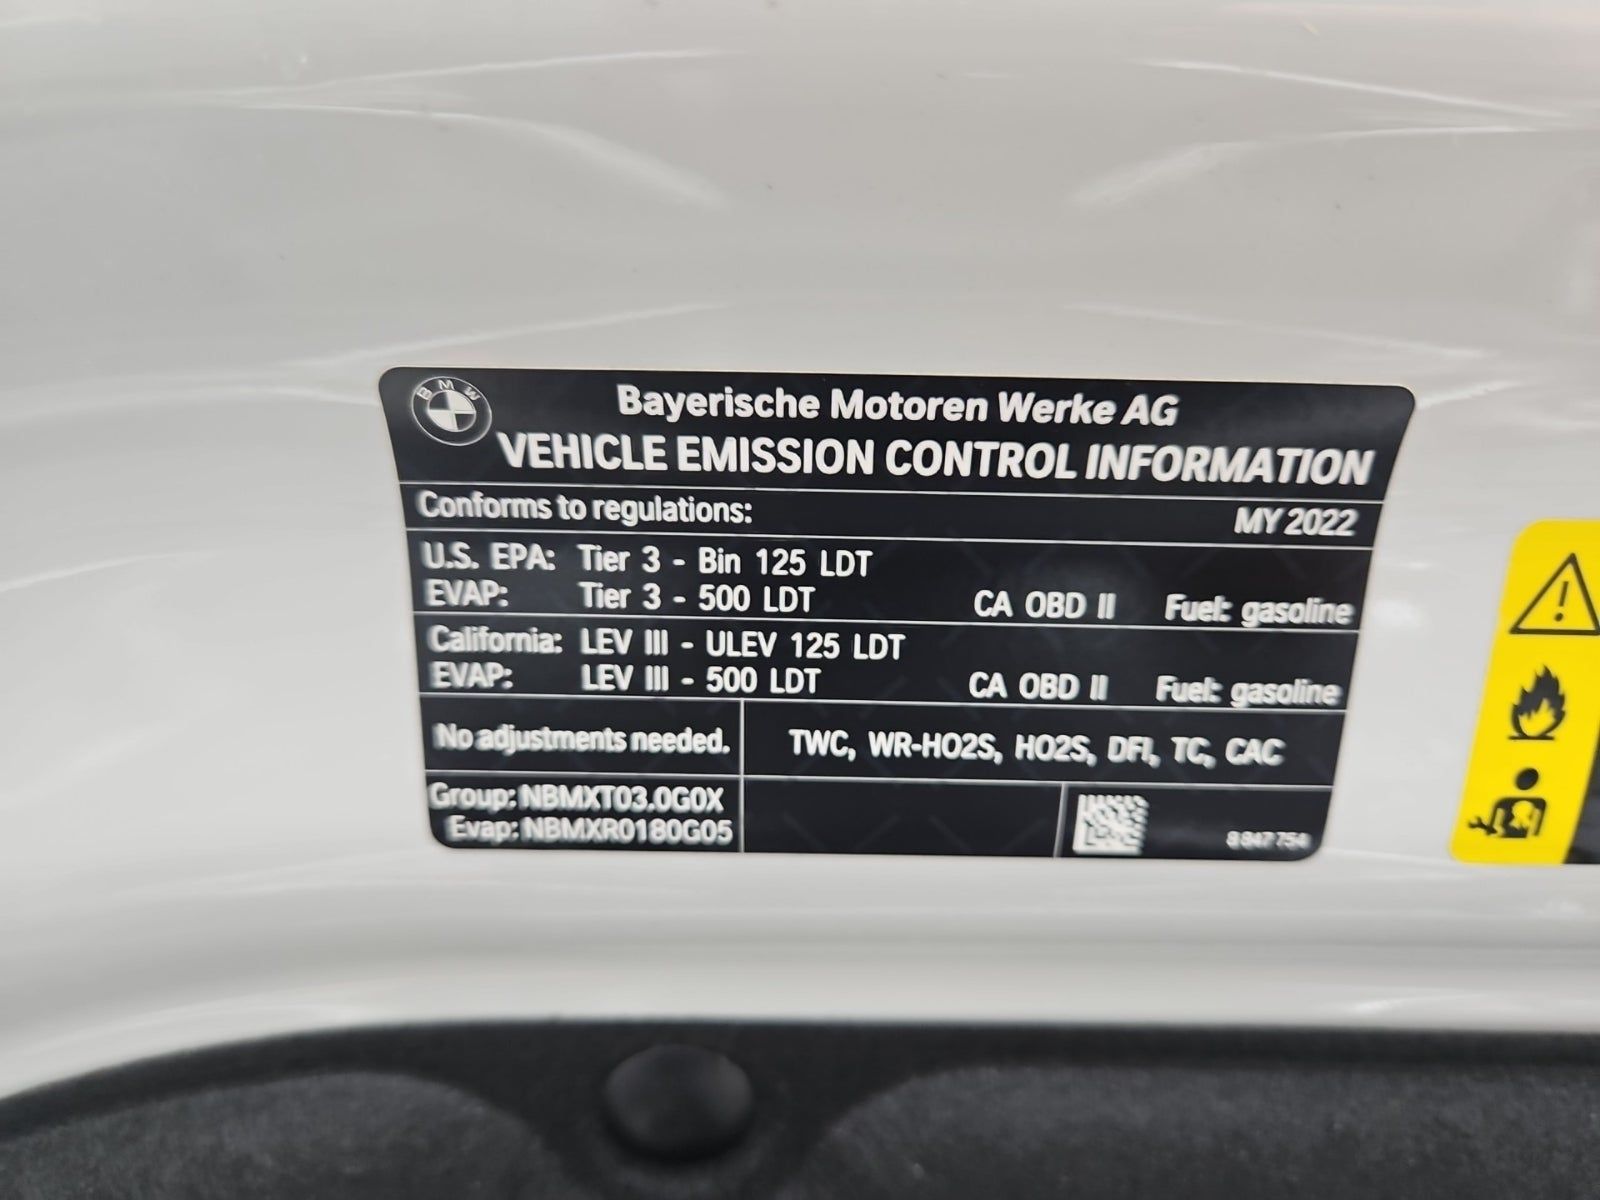 BMW
Bayerische Motoren Werke AG
VEHICLE EMISSION CONTROL INFORMATION
Conforms to regulations: MY 2022
U.S. EPA: Tier 3 - Bin 125 LDT
EVAP: Tier 3 - 500 LDT CA OBD II Fuel: gasoline
California: LEV III - ULEV 125 LDT
EVAP: LEV III - 500 LDT CA OBD II Fuel: gasoline
No adjustments needed. TWC, WR-HO2S, HO2S, DFI, TC, CAC
Group: NBMXT03.0G0X
Evap: NBMXR0180G05
8 847 754